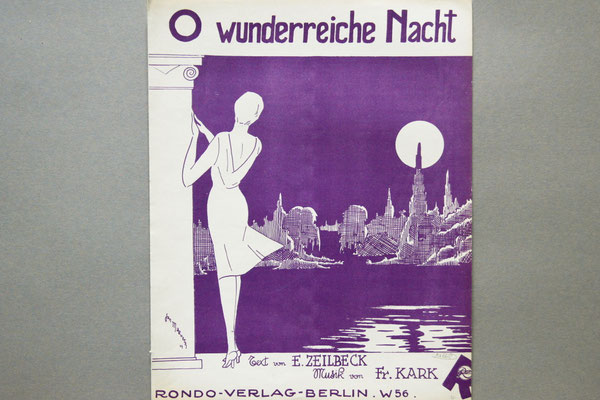 O wunderreiche Nacht
Text von E. ZEILBECK
Musik von Fr. KARK
RONDO-VERLAG-BERLIN. W56.